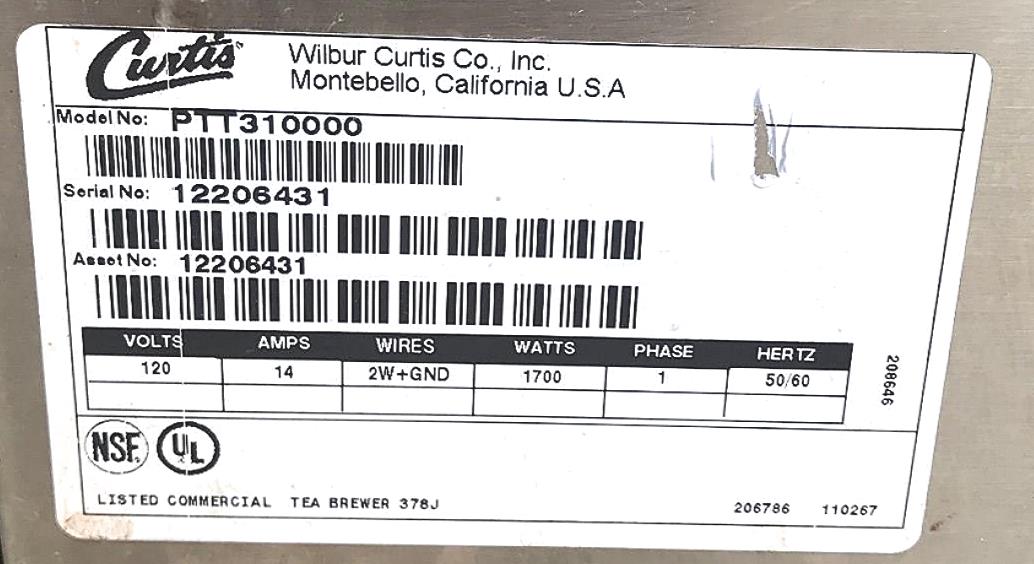 Curtis
Wilbur Curtis Co., Inc.
Montebello, California U.S.A
Model No: PTT310000
Serial No: 12206431
Asset No: 12206431
VOLTS AMPS WIRES WATTS PHASE HERTZ
120 14 2W+GND 1700 1 50/60
208646
NSF. UL
LISTED COMMERCIAL TEA BREWER 378J
206786 110267